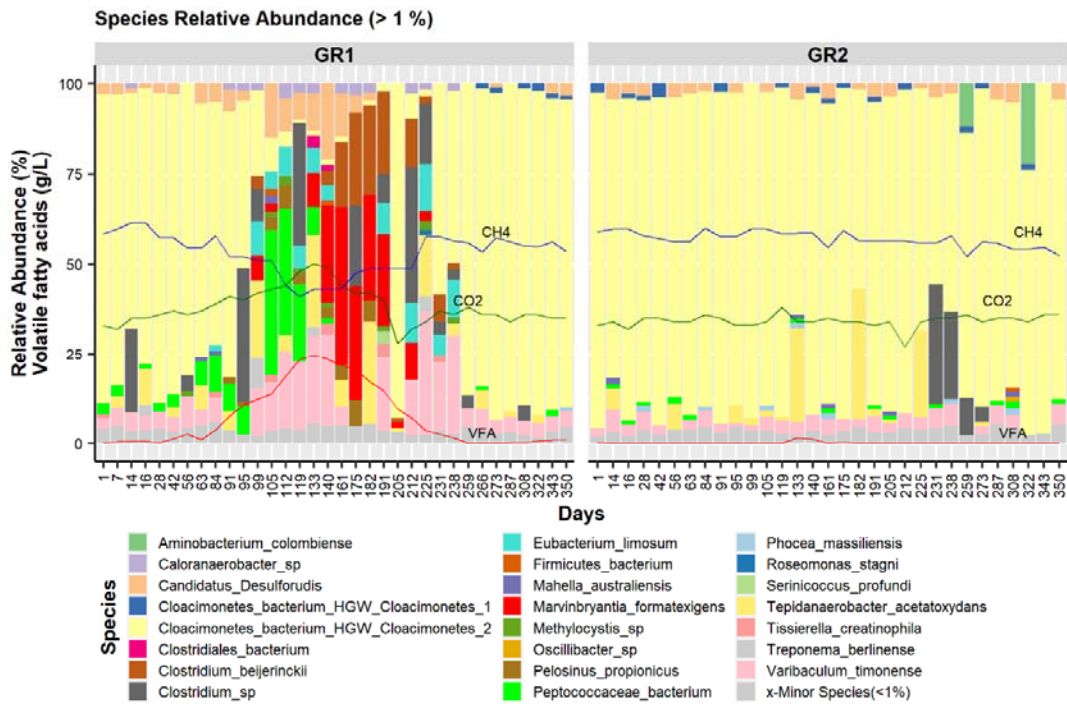 Species Relative Abundance (> 1 %)
GR1
GR2
Relative Abundance (%)
Volatile fatty acids (g/L)
100
75
50
25
0
CH4
CO2
VFA
CH4
CO2
VFA
1 7 14 16 28 42 56 63 84 91 95 99 105 112 119 133 140 161 175 182 191 205 212 225 231 238 259 266 273 287 308 322 343 350
1 14 16 28 42 56 63 84 91 95 99 105 119 133 161 175 182 191 205 212 225 231 238 259 273 287 308 322 343 350
Days
Species
Aminobacterium_colombiense
Caloranaerobacter_sp
Candidatus_Desulforudis
Cloacimonetes_bacterium_HGW_Cloacimonetes_1
Cloacimonetes_bacterium_HGW_Cloacimonetes_2
Clostridiales_bacterium
Clostridium_beijerinckii
Clostridium_sp
Eubacterium_limosum
Firmicutes_bacterium
Mahella_australiensis
Marvinbryantia_formatexigens
Methylocystis_sp
Oscillibacter_sp
Pelosinus_propionicus
Peptococcaceae_bacterium
Phocea_massiliensis
Roseomonas_stagni
Serinicoccus_profundi
Tepidanaerobacter_acetatoxydans
Tissierella_creatinophila
Treponema_berlinense
Varibaculum_timonense
x-Minor Species(<1%)